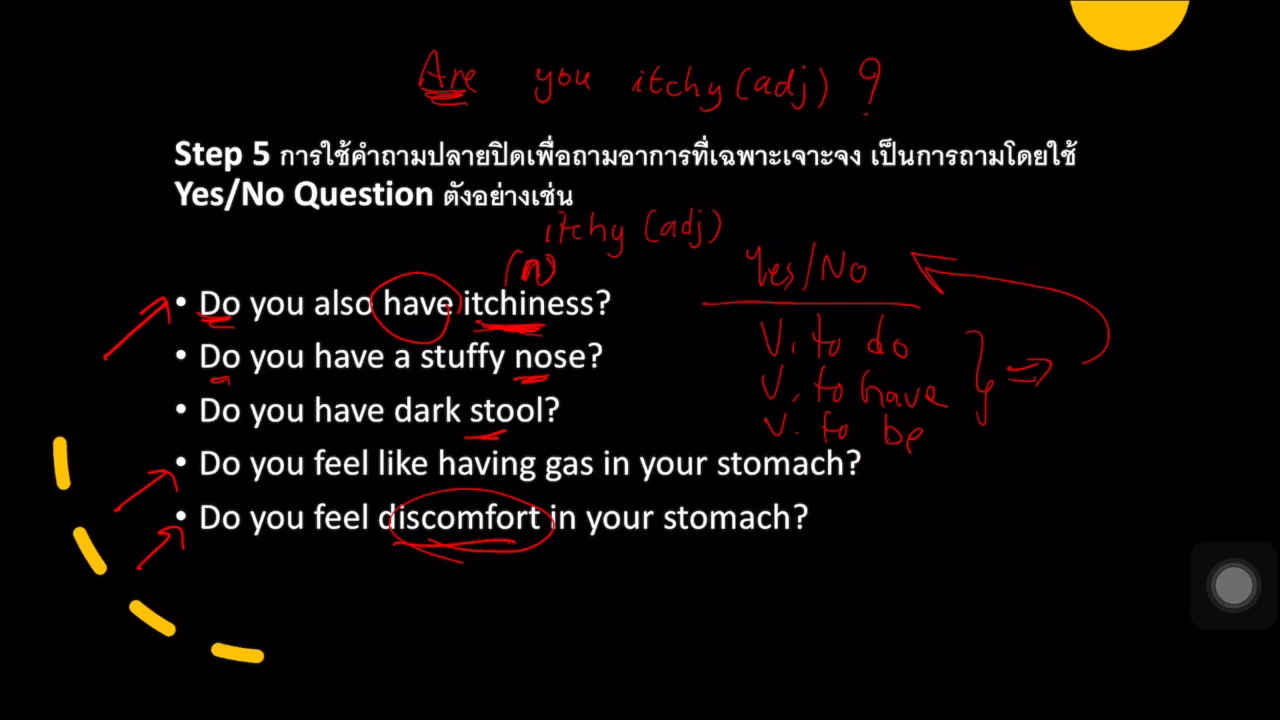 Are you itchy (adj) ?
Step 5 การใช้คำถามปลายปิดเพื่อถามอาการที่เฉพาะเจาะจง เป็นการถามโดยใช้
Yes/No Question ตังอย่างเช่น
itchy (adj)
(n)
• Do you also have itchiness?
• Do you have a stuffy nose?
• Do you have dark stool?
• Do you feel like having gas in your stomach?
• Do you feel discomfort in your stomach?
Yes/No
V. to do
V. to have
V. to be